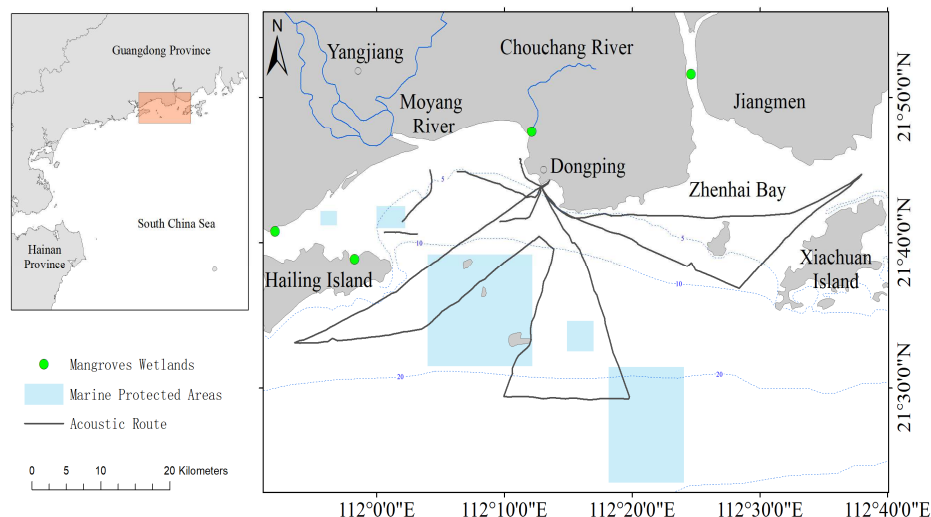 Guangdong Province
South China Sea
Hainan
Province
Mangroves Wetlands
Marine Protected Areas
Acoustic Route
0 5 10 20 Kilometers
N
Yangjiang
Chouchang River
Moyang
River
Jiangmen
Dongping
Zhenhai Bay
Hailing Island
Xiachuan
Island
5
5
10
10
20
20
21°50'0"N
21°40'0"N
21°30'0"N
112°0'0"E 112°10'0"E 112°20'0"E 112°30'0"E 112°40'0"E